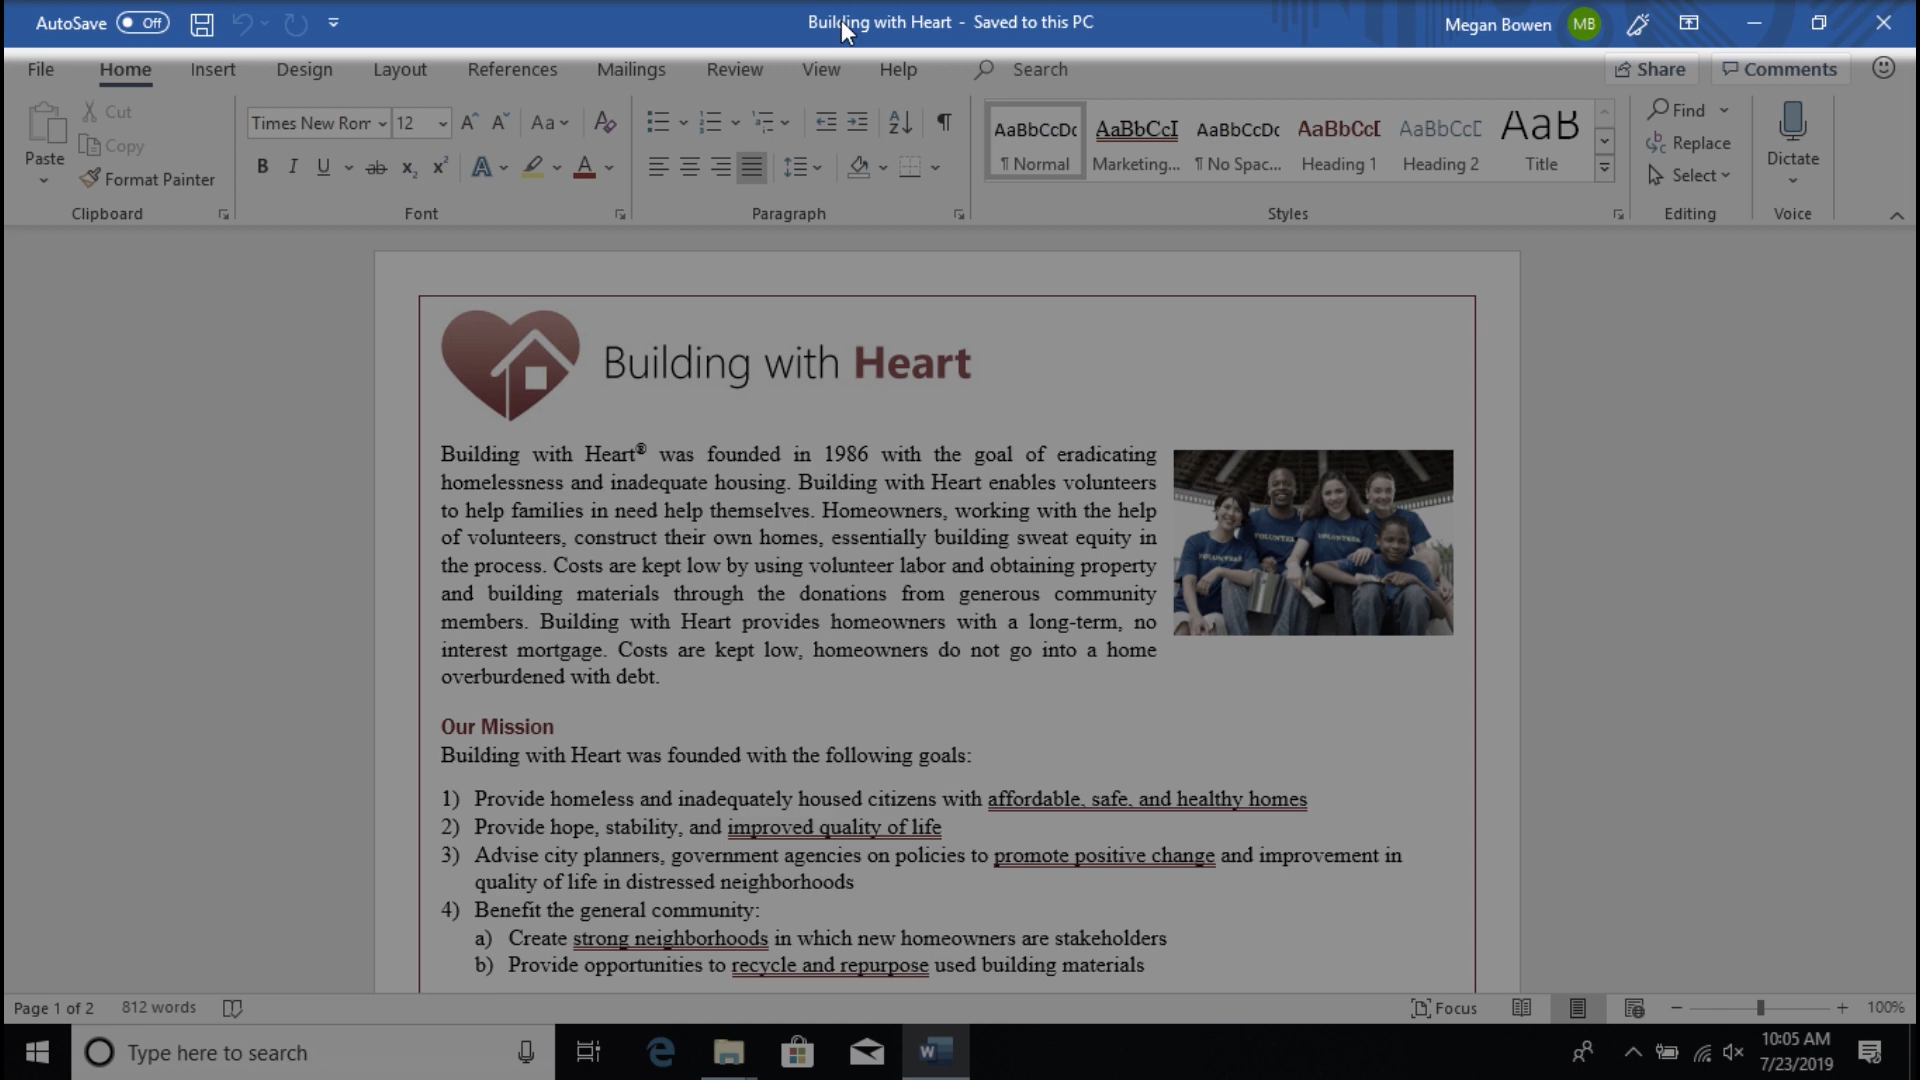 AutoSave Off Building with Heart - Saved to this PC Megan Bowen MB
File Home Insert Design Layout References Mailings Review View Help Search Share Comments
Paste
Cut
Copy
Format Painter
Clipboard
Times New Ror 12 Aa
B I U ab x₂ x² A A
Font
Paragraph
AaBbCcDc AaBbCcI AaBbCcDc AaBbCcI AaBbCcC AaB
¶ Normal Marketing... ¶ No Spac... Heading 1 Heading 2 Title
Styles
Find
Replace
Select
Editing
Dictate
Voice
Building with Heart
Building with Heart® was founded in 1986 with the goal of eradicating
homelessness and inadequate housing. Building with Heart enables volunteers
to help families in need help themselves. Homeowners, working with the help
of volunteers, construct their own homes, essentially building sweat equity in
the process. Costs are kept low by using volunteer labor and obtaining property
and building materials through the donations from generous community
members. Building with Heart provides homeowners with a long-term, no
interest mortgage. Costs are kept low, homeowners do not go into a home
overburdened with debt.
VOLUNTEER VOLUNTEER
VOLUNTEER
Our Mission
Building with Heart was founded with the following goals:
1) Provide homeless and inadequately housed citizens with affordable, safe, and healthy homes
2) Provide hope, stability, and improved quality of life
3) Advise city planners, government agencies on policies to promote positive change and improvement in
quality of life in distressed neighborhoods
4) Benefit the general community:
a) Create strong neighborhoods in which new homeowners are stakeholders
b) Provide opportunities to recycle and repurpose used building materials
Page 1 of 2 812 words Focus 100%
Type here to search
10:05 AM
7/23/2019